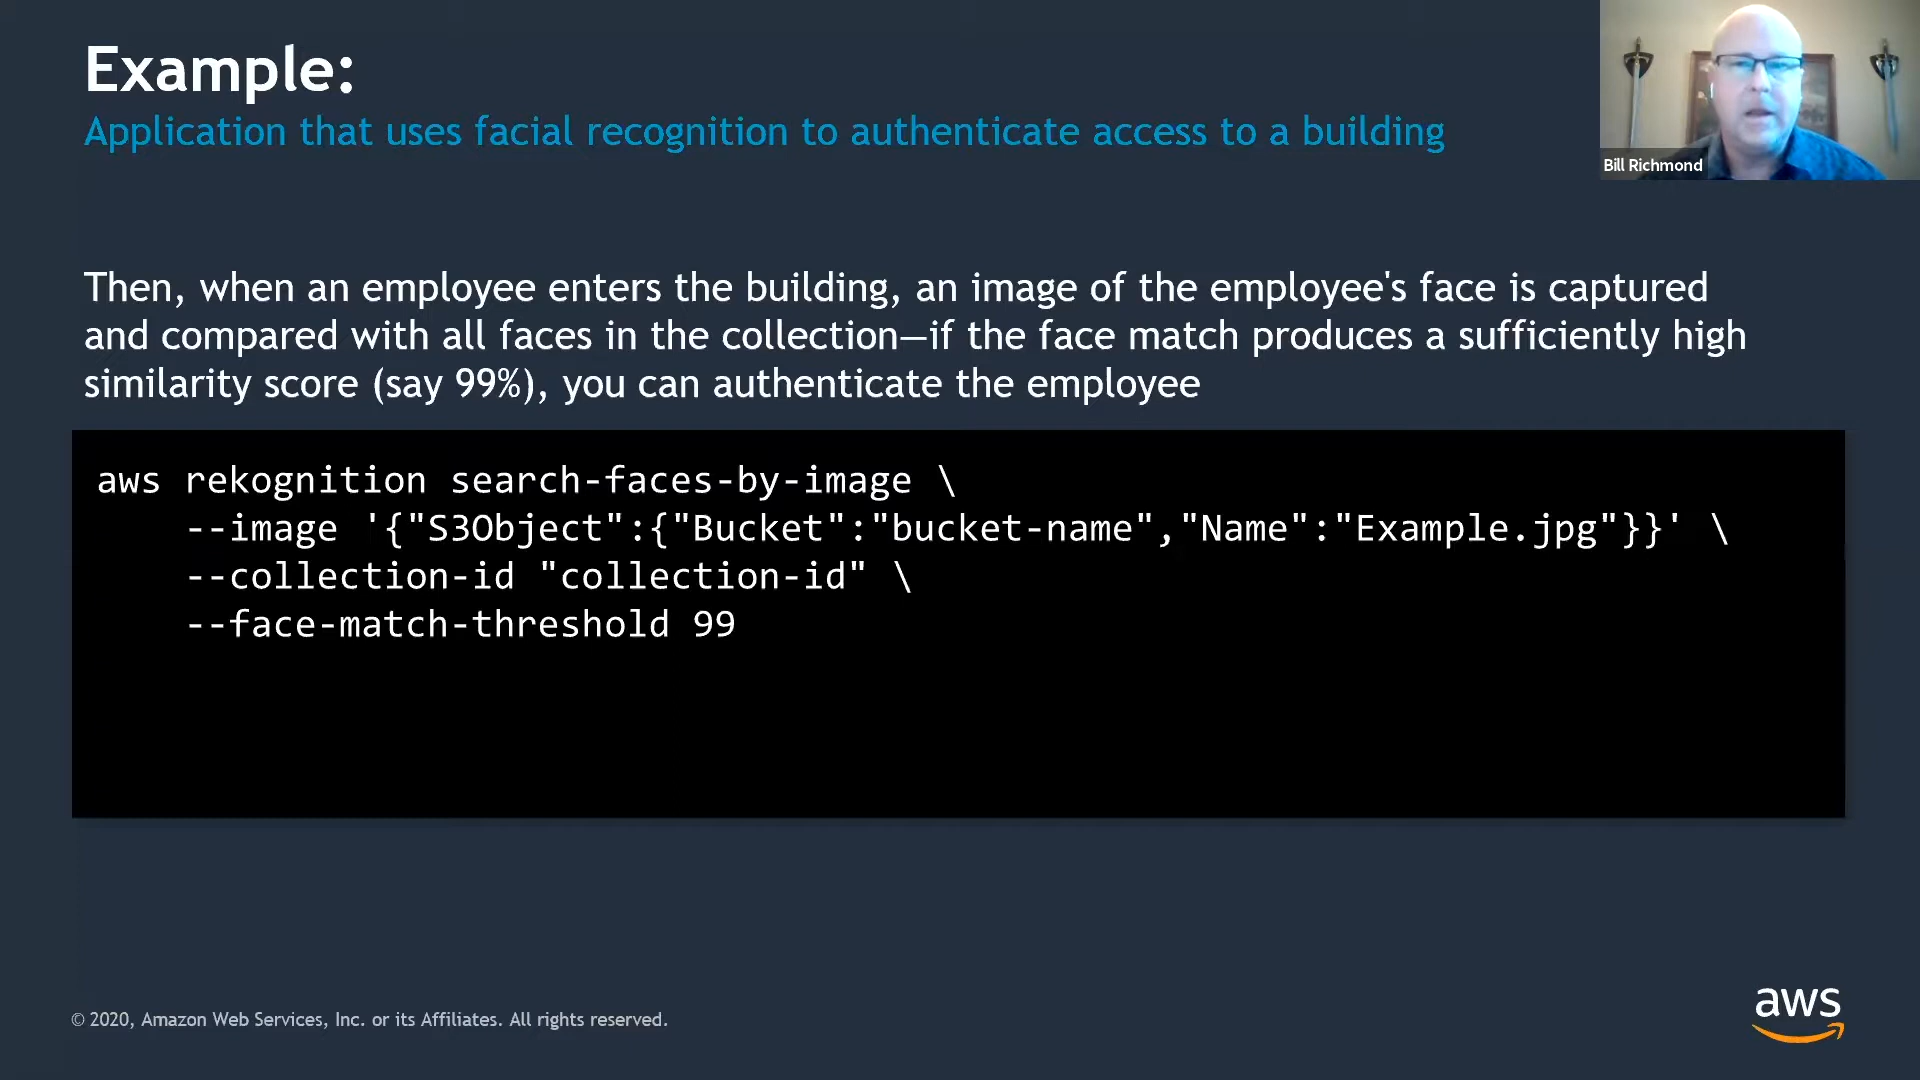 Example:
Application that uses facial recognition to authenticate access to a building
Bill Richmond
Then, when an employee enters the building, an image of the employee's face is captured
and compared with all faces in the collection—if the face match produces a sufficiently high
similarity score (say 99%), you can authenticate the employee
aws rekognition search-faces-by-image \
--image '{"S3Object":{"Bucket":"bucket-name","Name":"Example.jpg"}}' \
--collection-id "collection-id" \
--face-match-threshold 99
© 2020, Amazon Web Services, Inc. or its Affiliates. All rights reserved.
aws